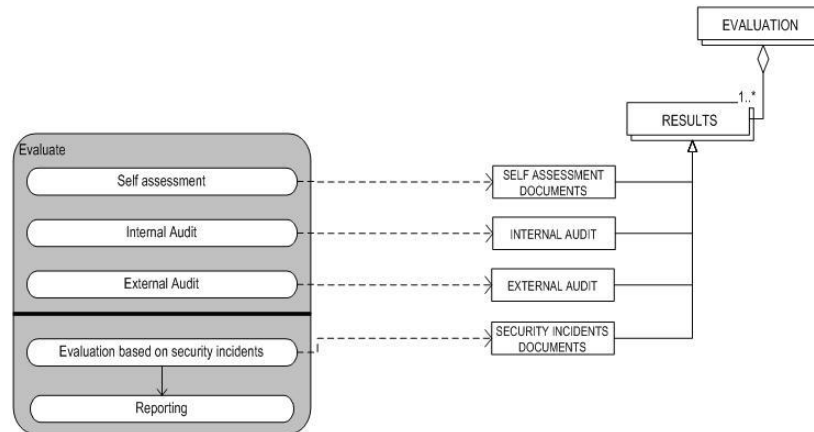 EVALUATION
1..*
RESULTS
Evaluate
Self assessment
SELF ASSESSMENT
DOCUMENTS
Internal Audit
INTERNAL AUDIT
External Audit
EXTERNAL AUDIT
Evaluation based on security incidents
SECURITY INCIDENTS
DOCUMENTS
Reporting